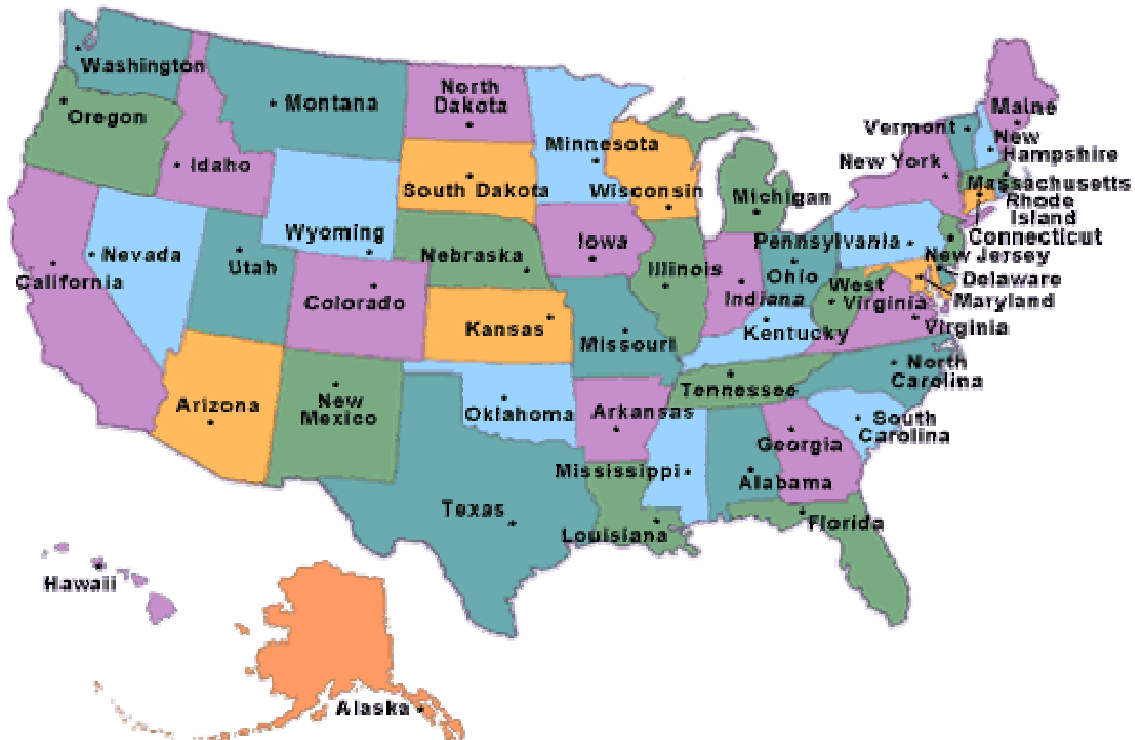 Washington
Montana
North
Dakota
Minnesota
Maine
Vermont
New
Hampshire
Oregon
Idaho
South Dakota
Wisconsin
Michigan
New York
Massachusetts
Rhode
Island
Connecticut
Wyoming
Nebraska
Iowa
Pennsylvania
New Jersey
Nevada
Utah
California
Colorado
Kansas
Illinois
Indiana
Ohio
West
Virginia
Delaware
Maryland
Virginia
Missouri
Kentucky
Arizona
New
Mexico
Oklahoma
Arkansas
Tennessee
North
Carolina
South
Carolina
Georgia
Mississippi
Alabama
Texas
Louisiana
Florida
Hawaii
Alaska